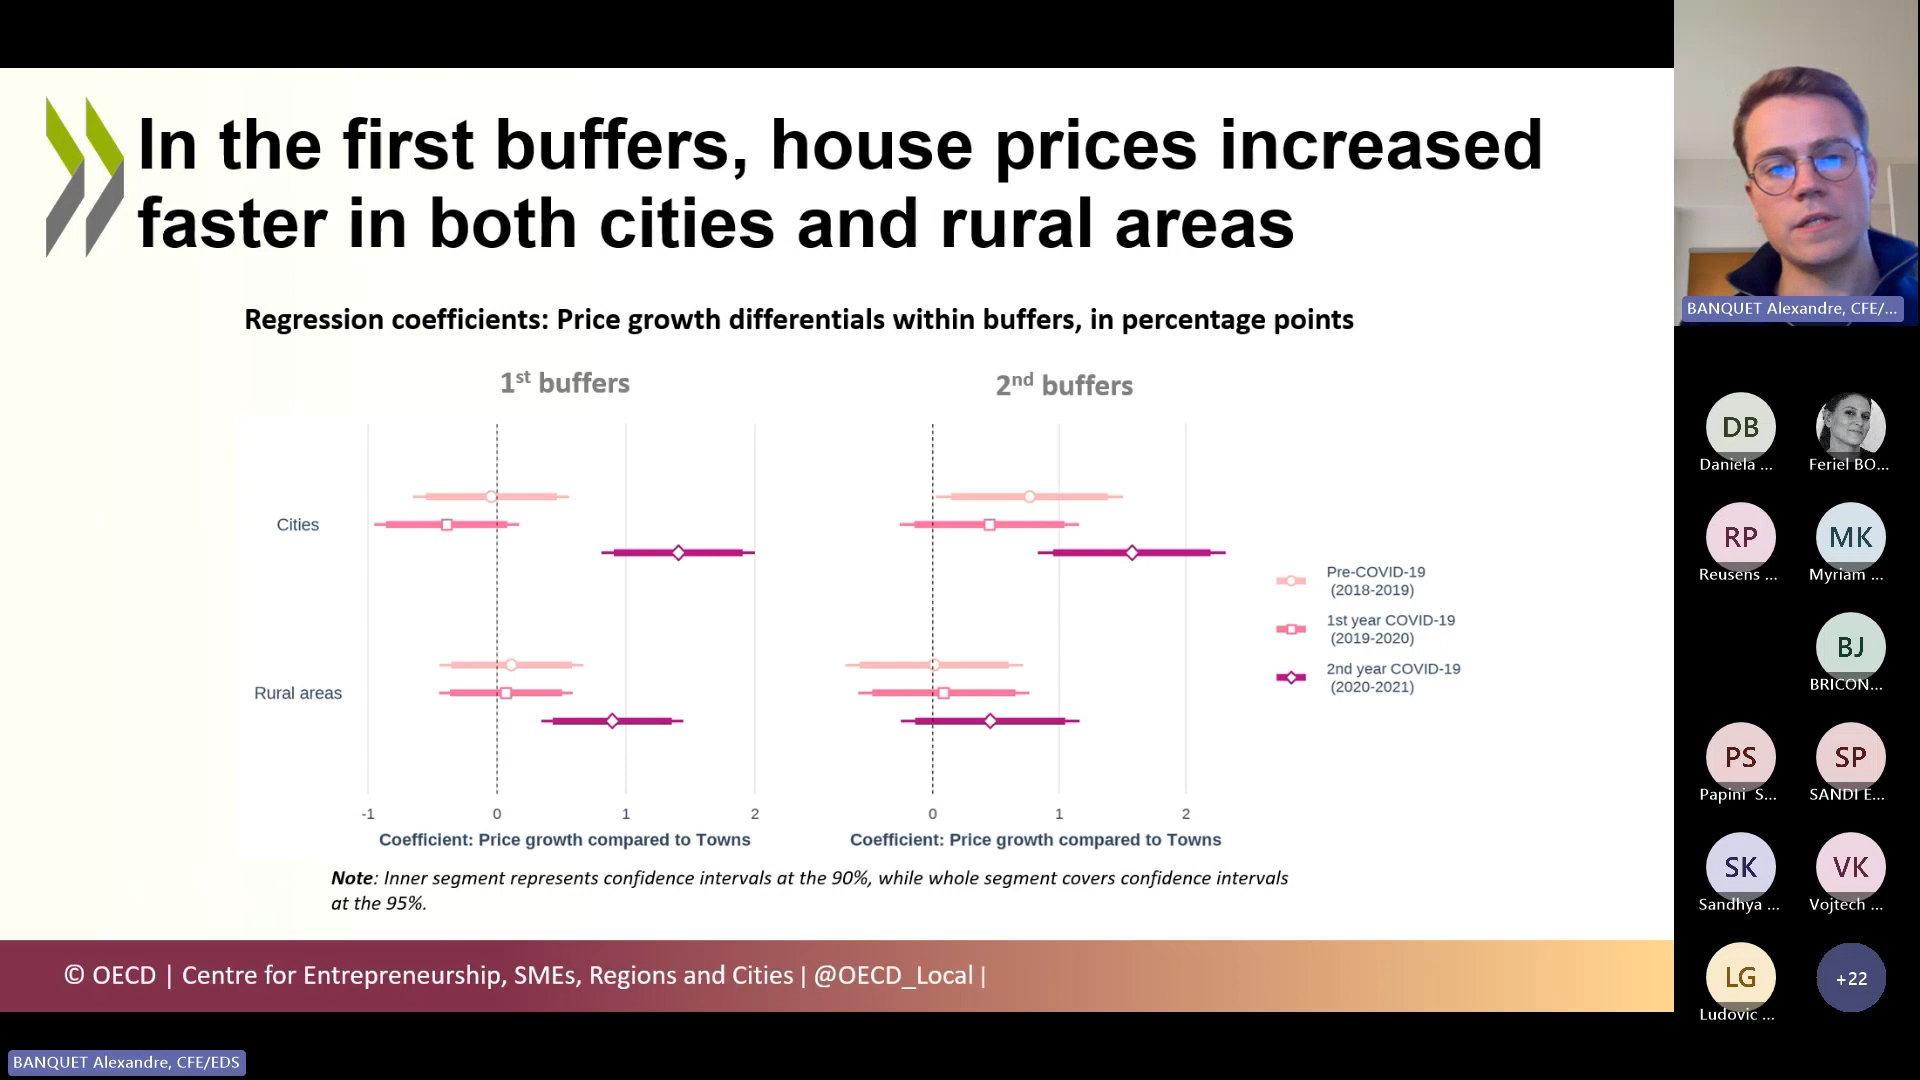 In the first buffers, house prices increased
faster in both cities and rural areas
Regression coefficients: Price growth differentials within buffers, in percentage points
1st buffers
2nd buffers
Cities
Rural areas
-1
0
1
2
0
1
2
Coefficient: Price growth compared to Towns
Coefficient: Price growth compared to Towns
Pre-COVID-19
(2018-2019)
1st year COVID-19
(2019-2020)
2nd year COVID-19
(2020-2021)
Note: Inner segment represents confidence intervals at the 90%, while whole segment covers confidence intervals
at the 95%.
© OECD | Centre for Entrepreneurship, SMEs, Regions and Cities | @OECD_Local |
BANQUET Alexandre, CFE/EDS
BANQUET Alexandre, CFE/...
DB
Daniela ...
Feriel BO...
RP
Reusens ...
MK
Myriam ...
BJ
BRICON...
PS
Papini S...
SP
SANDI E...
SK
Sandhya ...
VK
Vojtech ...
LG
Ludovic ...
+22